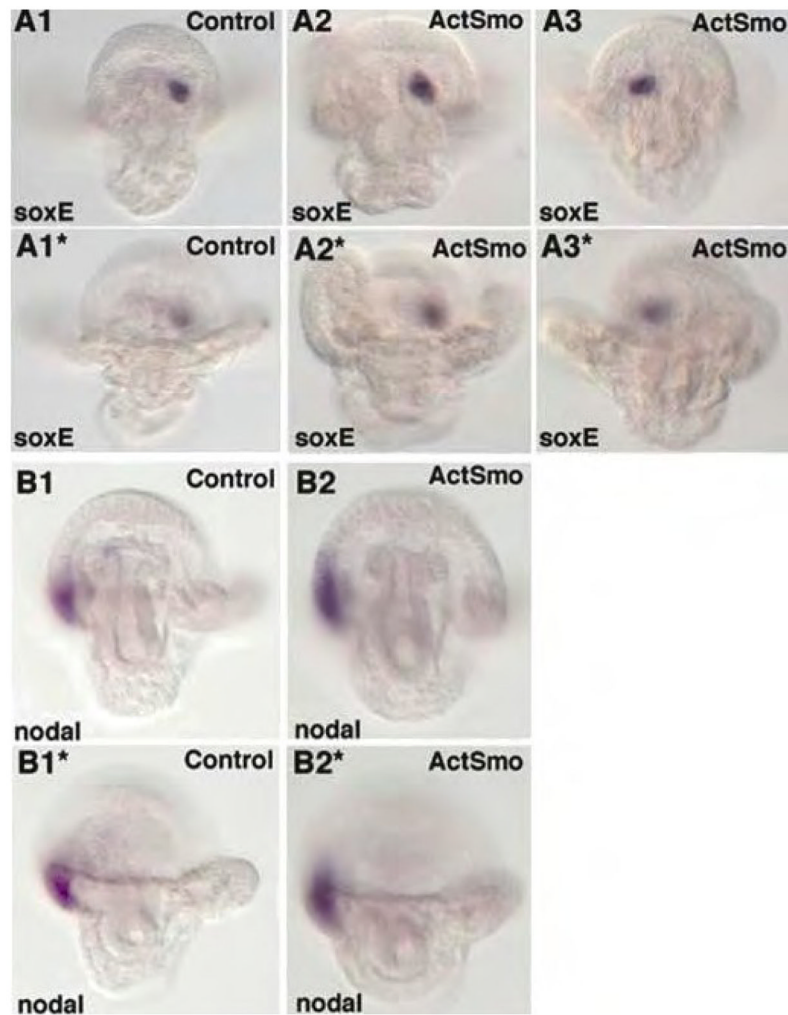 A1 Control A2 ActSmo A3 ActSmo
soxE soxE soxE
A1* Control A2* ActSmo A3* ActSmo
soxE soxE soxE
B1 Control B2 ActSmo
nodal nodal
B1* Control B2* ActSmo
nodal nodal